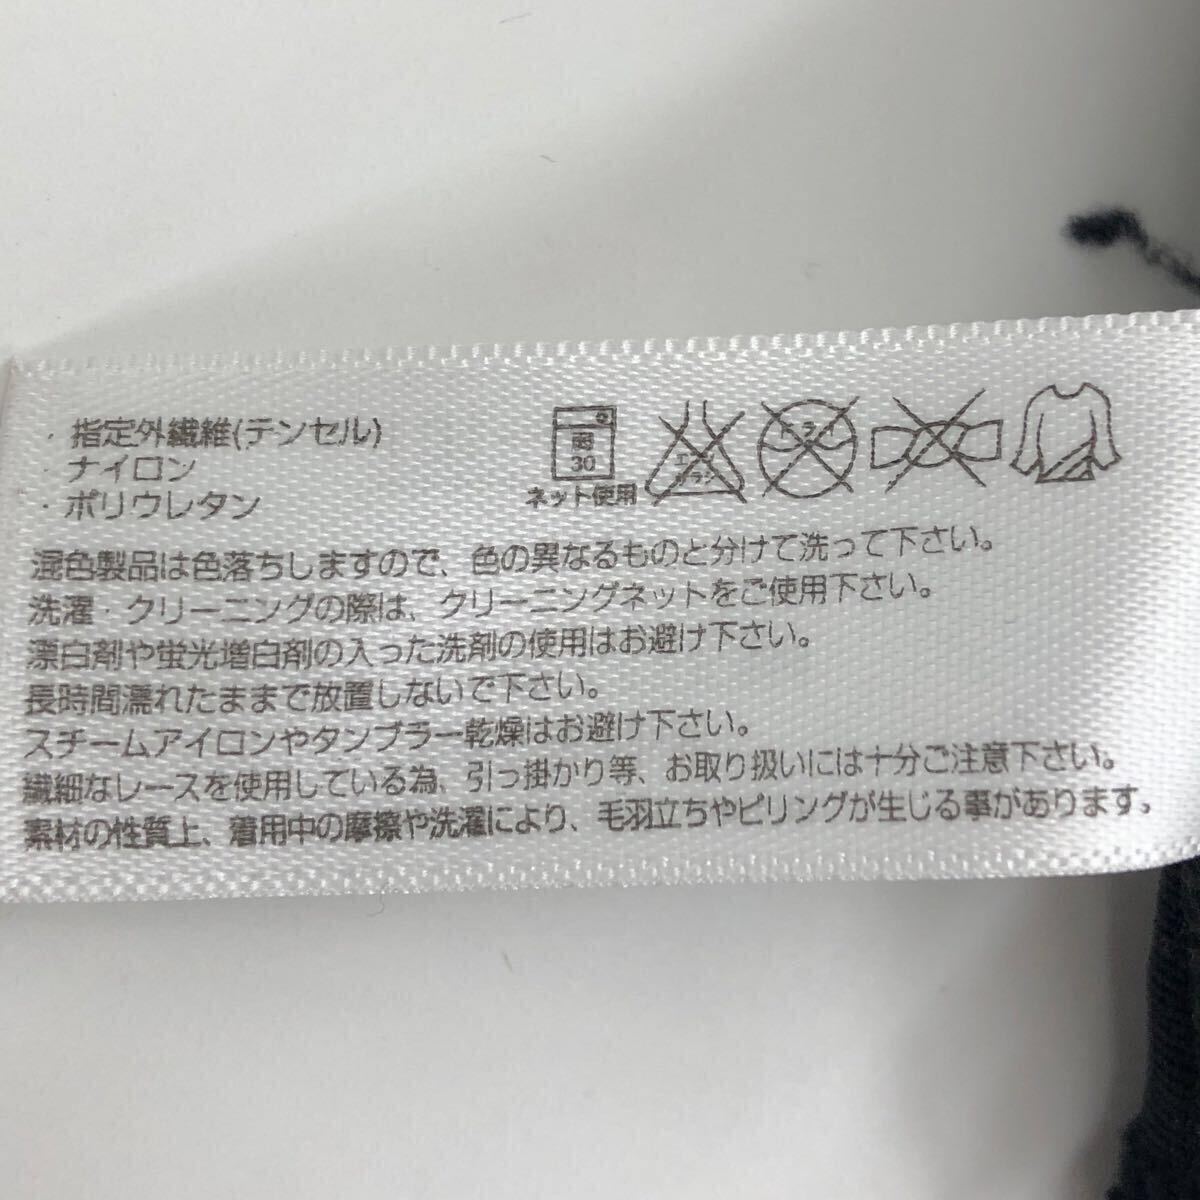 ・指定外繊維(テンセル)
・ナイロン
・ポリウレタン
弱
30
ネット使用
エンソ
サラシ
ドライ
混色製品は色落ちしますので、色の異なるものと分けて洗って下さい。
洗濯・クリーニングの際は、クリーニングネットをご使用下さい。
漂白剤や蛍光増白剤の入った洗剤の使用はお避け下さい。
長時間濡れたままで放置しないで下さい。
スチームアイロンやタンブラー乾燥はお避け下さい。
繊細なレースを使用している為、引っ掛かり等、お取り扱いには十分ご注意下さい。
素材の性質上、着用中の摩擦や洗濯により、毛羽立ちやピリングが生じる事があります。